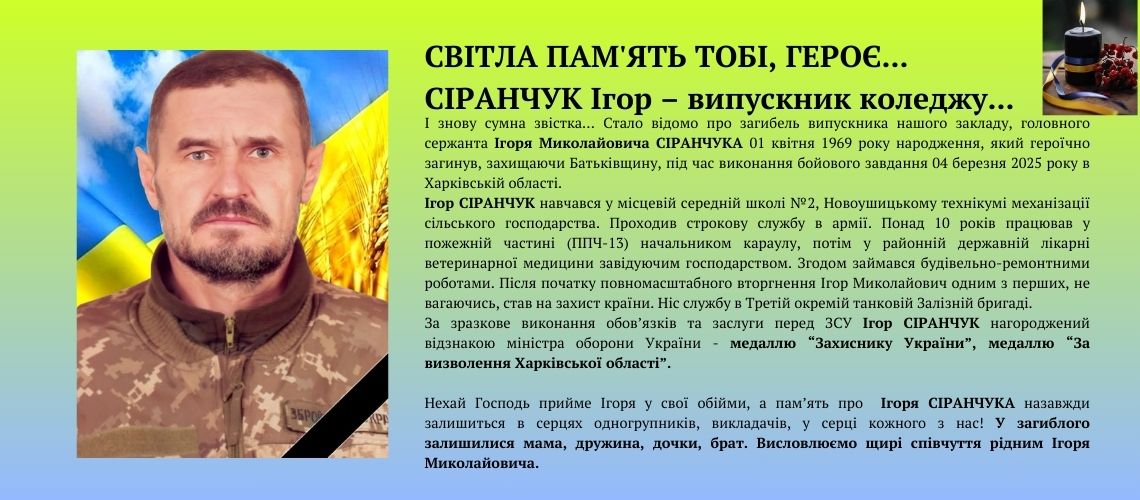 СВІТЛА ПАМ'ЯТЬ ТОБІ, ГЕРОЄ...
СІРАНЧУК Ігор – випускник коледжу...
І знову сумна звістка... Стало відомо про загибель випускника нашого закладу, головного
сержанта Ігоря Миколайовича СІРАНЧУКА 01 квітня 1969 року народження, який героїчно
загинув, захищаючи Батьківщину, під час виконання бойового завдання 04 березня 2025 року в
Харківській області.
Ігор СІРАНЧУК навчався у місцевій середній школі №2, Новоушицькому технікумі механізації
сільського господарства. Проходив строкову службу в армії. Понад 10 років працював у
пожежній частині (ППЧ-13) начальником караулу, потім у районній державній лікарні
ветеринарної медицини завідуючим господарством. Згодом займався будівельно-ремонтними
роботами. Після початку повномасштабного вторгнення Ігор Миколайович одним з перших, не
вагаючись, став на захист країни. Ніс службу в Третій окремій танковій Залізній бригаді.
За зразкове виконання обов’язків та заслуги перед ЗСУ Ігор СІРАНЧУК нагороджений
відзнакою міністра оборони України - медаллю “Захиснику України”, медаллю “За
визволення Харківської області”.
Нехай Господь прийме Ігоря у свої обійми, а пам’ять про Ігоря СІРАНЧУКА назавжди
залишиться в серцях одногрупників, викладачів, у серці кожного з нас! У загиблого
залишилися мама, дружина, дочки, брат. Висловлюємо щирі співчуття рідним Ігоря
Миколайовича.